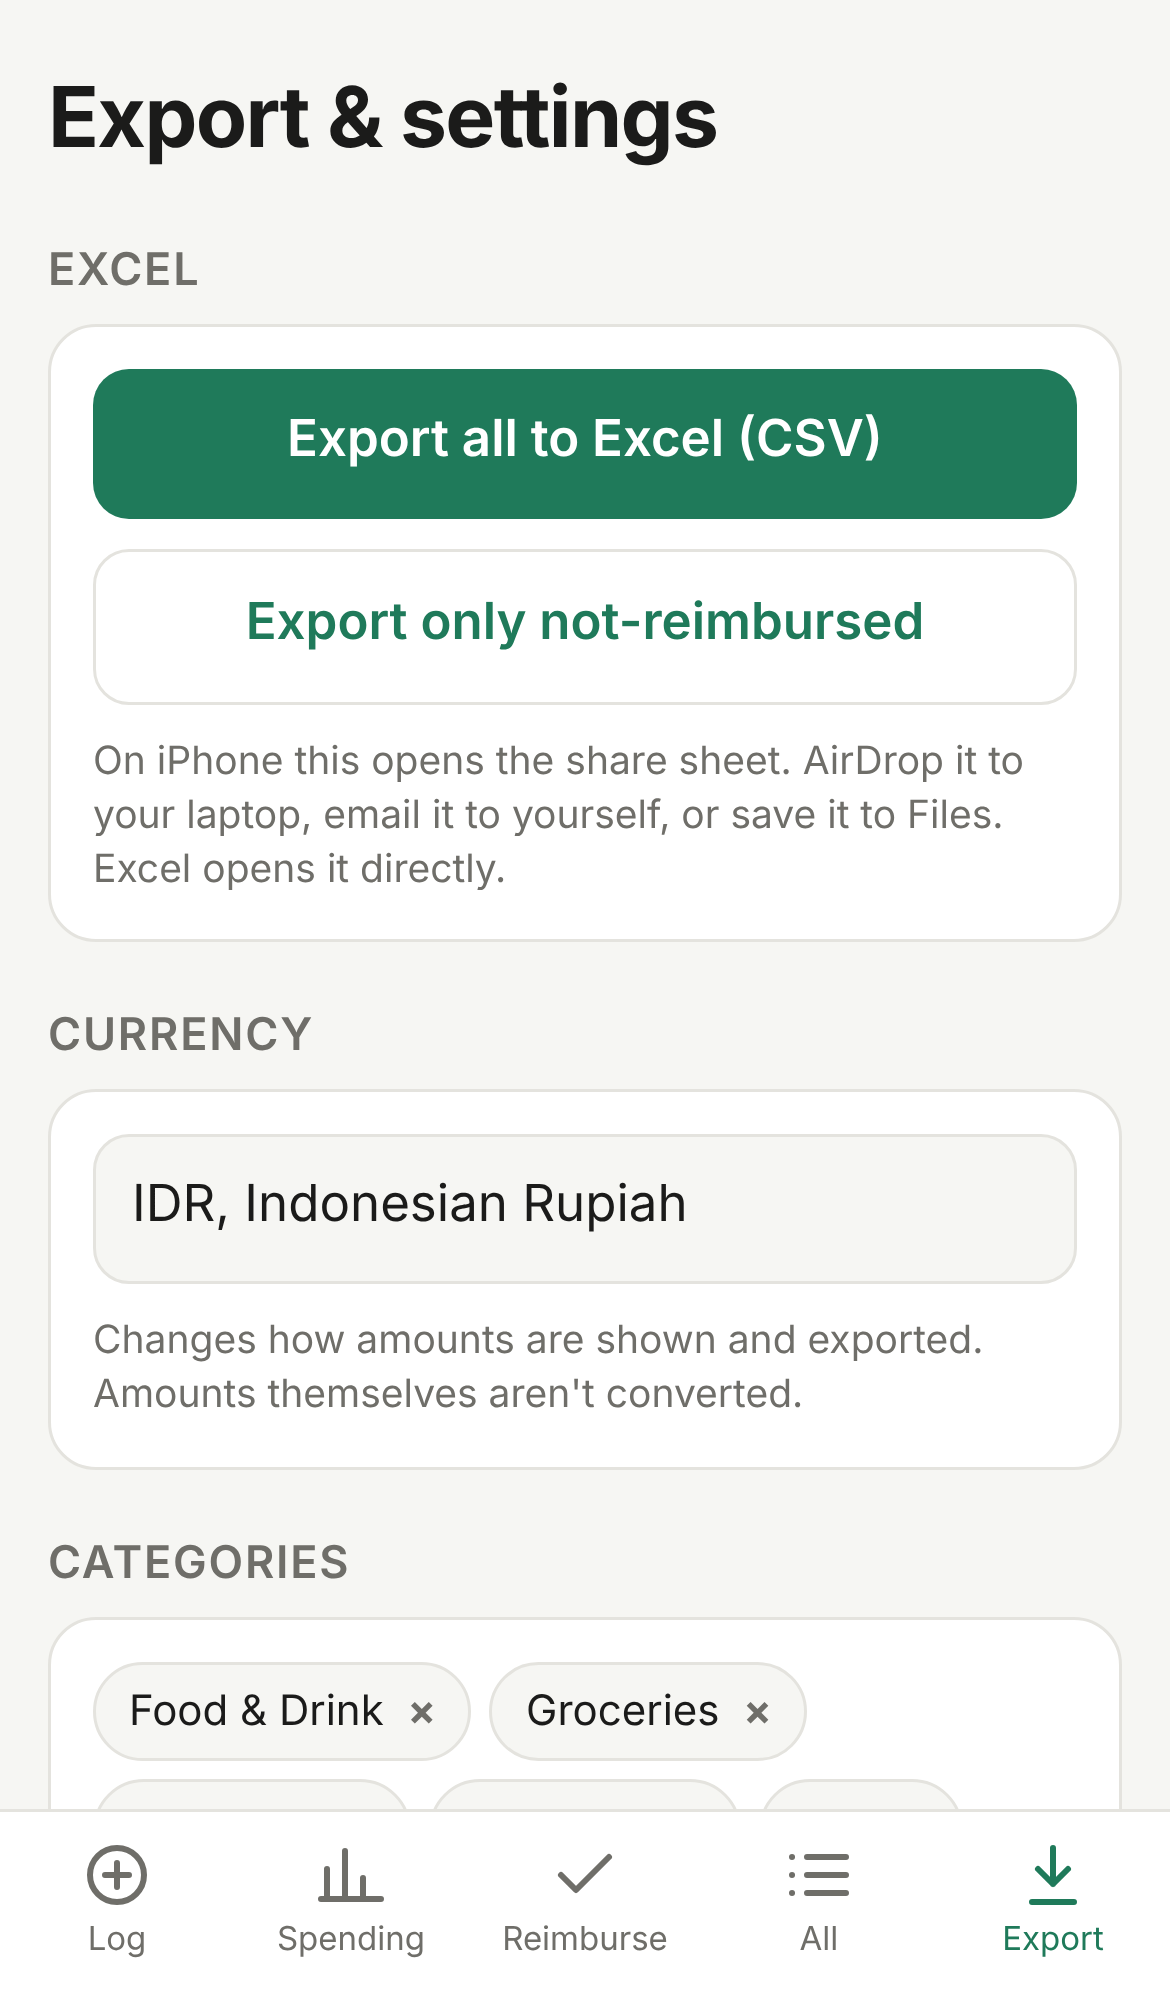 Export & settings
EXCEL
Export all to Excel (CSV)
Export only not-reimbursed
On iPhone this opens the share sheet. AirDrop it to
your laptop, email it to yourself, or save it to Files.
Excel opens it directly.
CURRENCY
IDR, Indonesian Rupiah
Changes how amounts are shown and exported.
Amounts themselves aren't converted.
CATEGORIES
Food & Drink × Groceries ×
Log Spending Reimburse All Export